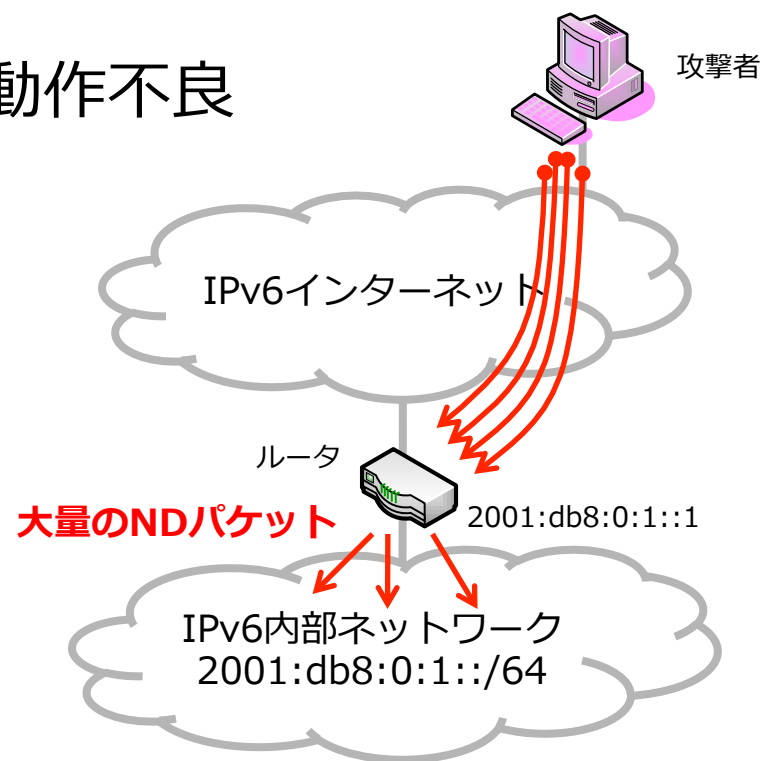 動作不良
攻撃者
IPv6インターネット
ルータ
大量のNDパケット
2001:db8:0:1::1
IPv6内部ネットワーク
2001:db8:0:1::/64